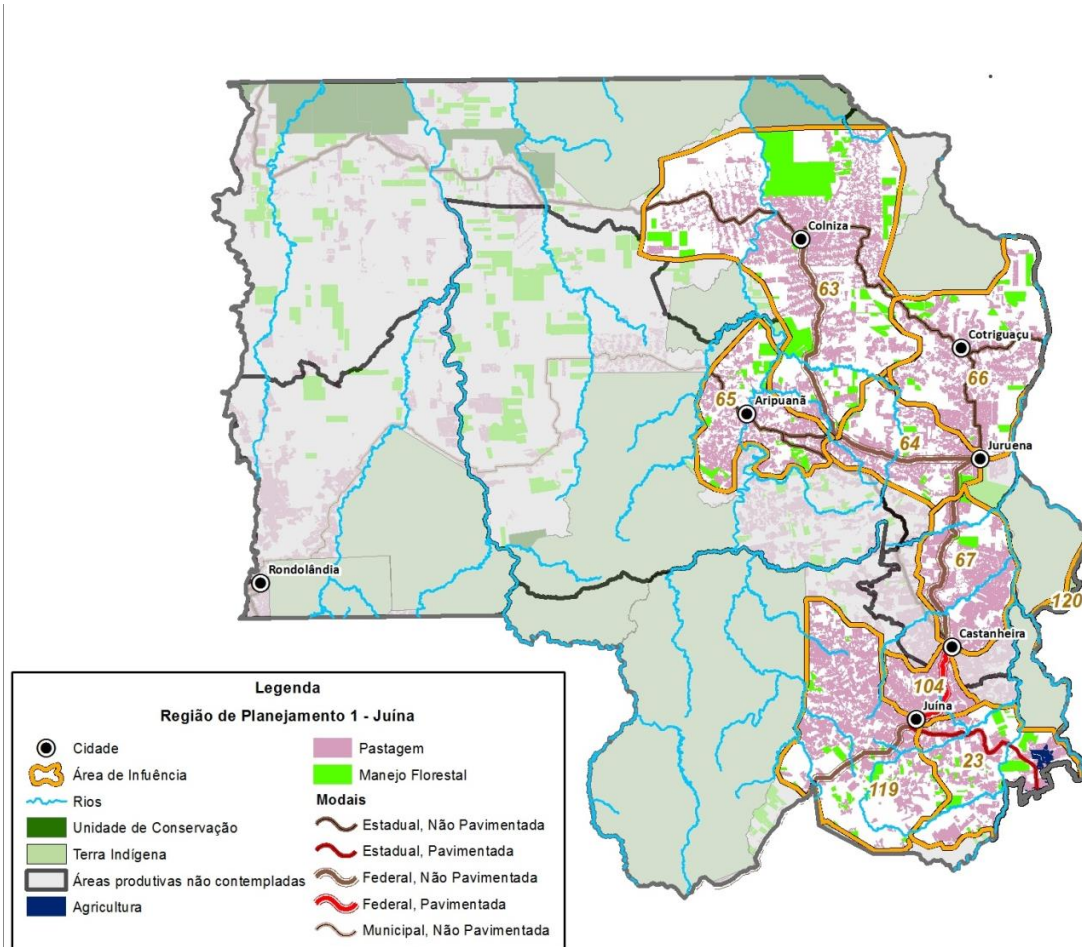 Colniza
63
Cotriguaçu
66
65
Aripuanã
64
Juruena
67
Rondolândia
120
Castanheira
104
Juína
23
119
Legenda
Região de Planejamento 1 - Juína
Cidade
Área de Infuência
Rios
Unidade de Conservação
Terra Indígena
Áreas produtivas não contempladas
Agricultura
Pastagem
Manejo Florestal
Modais
Estadual, Não Pavimentada
Estadual, Pavimentada
Federal, Não Pavimentada
Federal, Pavimentada
Municipal, Não Pavimentada